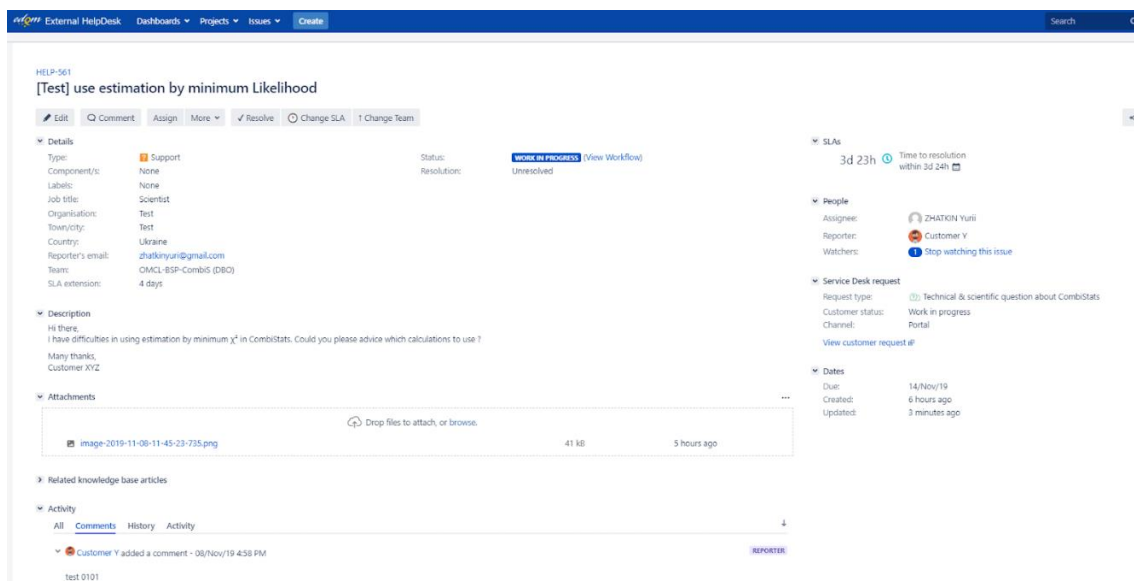 edqm External HelpDesk Dashboards Projects Issues Create Search
HELP-561
[Test] use estimation by minimum Likelihood
Edit Comment Assign More Resolve Change SLA Change Team
Details
Type: Support Status: WORK IN PROGRESS (View Workflow)
Component/s: None Resolution: Unresolved
Labels: None
Job title: Scientist
Organisation: Test
Town/city: Test
Country: Ukraine
Reporter's email: zhatkinyuri@gmail.com
Team: OMCL-BSP-CombiS (DBO)
SLA extension: 4 days
Description
Hi there,
I have difficulties in using estimation by minimum χ² in CombiStats. Could you please advice which calculations to use ?
Many thanks,
Customer XYZ
Attachments
Drop files to attach, or browse.
image-2019-11-08-11-45-23-735.png 41 kB 5 hours ago
Related knowledge base articles
Activity
All Comments History Activity
Customer Y added a comment - 08/Nov/19 4:58 PM REPORTER
test 0101
SLAs
3d 23h Time to resolution
within 3d 24h
People
Assignee: ZHATKIN Yurii
Reporter: Customer Y
Watchers: 1 Stop watching this issue
Service Desk request
Request type: Technical & scientific question about CombiStats
Customer status: Work in progress
Channel: Portal
View customer request
Dates
Due: 14/Nov/19
Created: 6 hours ago
Updated: 3 minutes ago